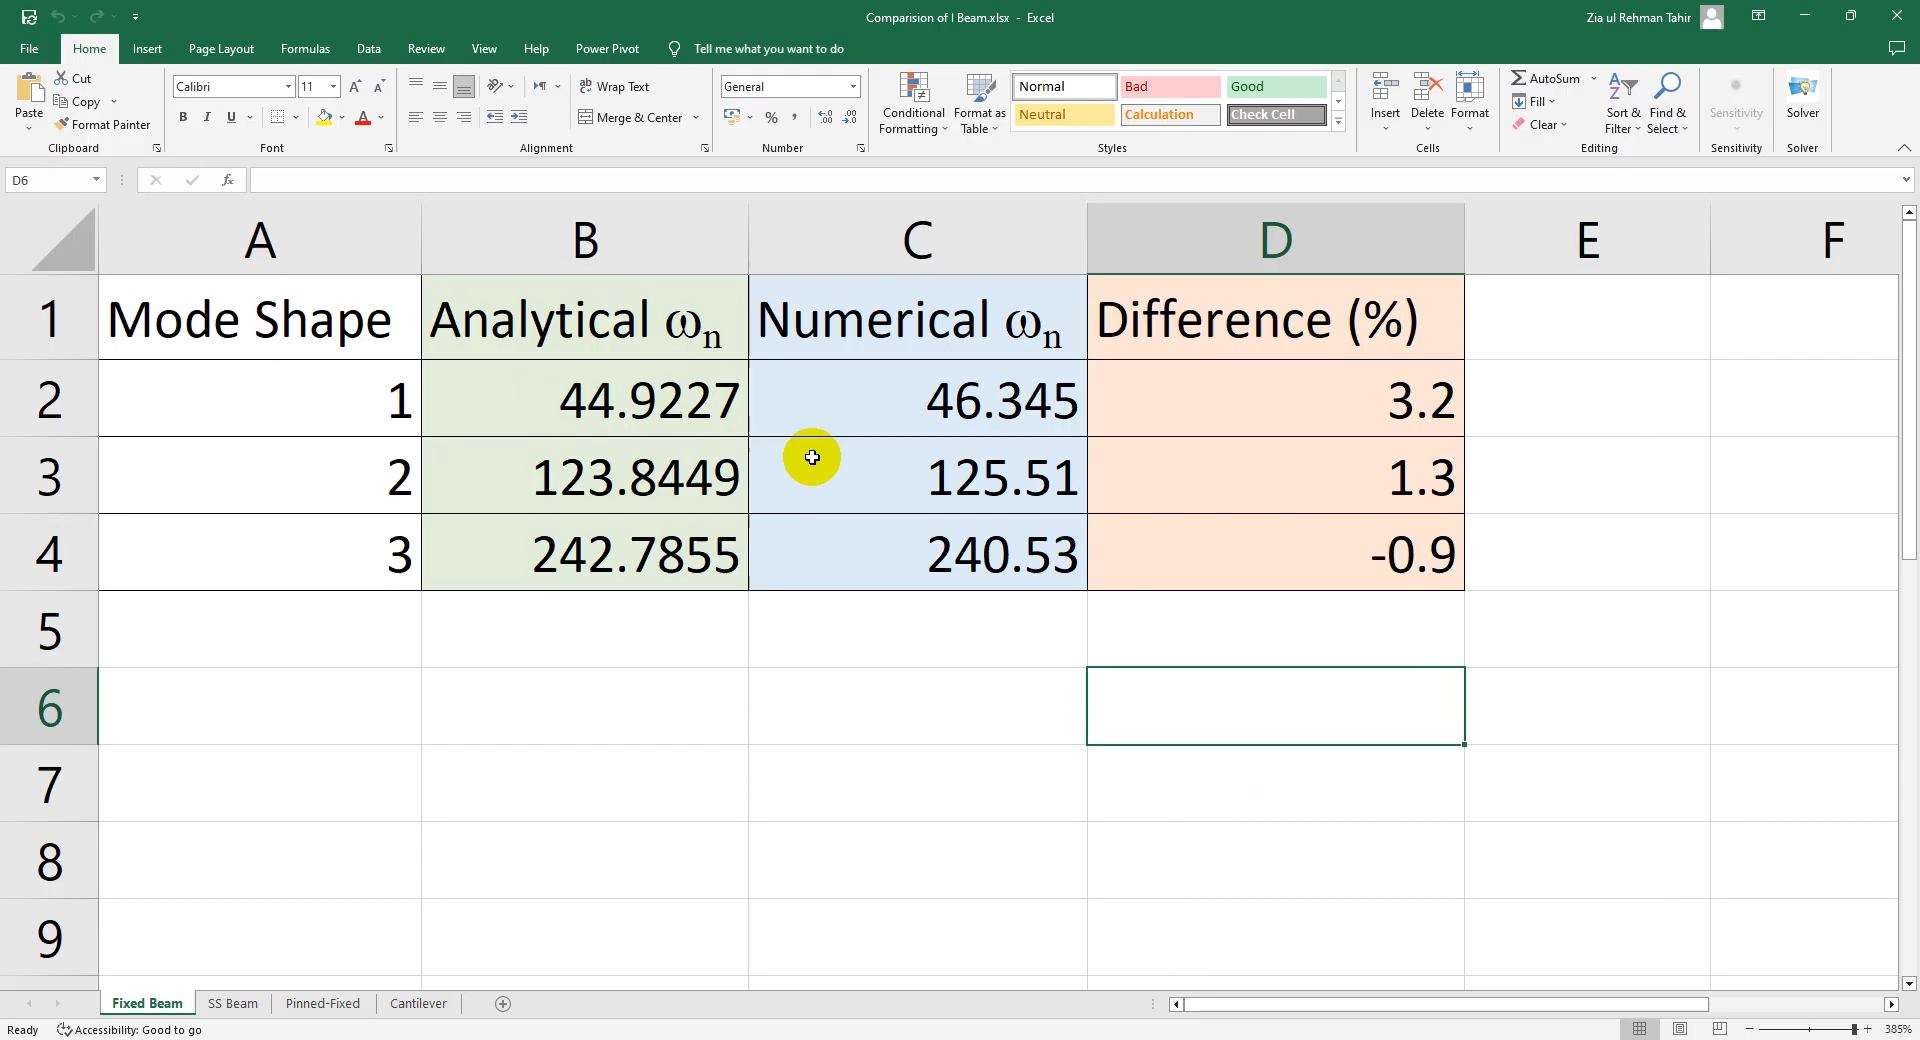 Comparision of I Beam.xlsx - Excel
Zia ul Rehman Tahir
File Home Insert Page Layout Formulas Data Review View Help Power Pivot Tell me what you want to do
Paste
Cut
Copy
Format Painter
Clipboard
Calibri 11
B I U
Font
Wrap Text
Merge & Center
Alignment
General
Number
Conditional Formatting
Format as Table
Normal Bad Good
Neutral Calculation Check Cell
Styles
Insert Delete Format
Cells
AutoSum
Fill
Clear
Sort & Filter
Find & Select
Editing
Sensitivity
Sensitivity
Solver
Solver
D6
fx
A B C D E F
1 Mode Shape Analytical ωn Numerical ωn Difference (%)
2 1 44.9227 46.345 3.2
3 2 123.8449 125.51 1.3
4 3 242.7855 240.53 -0.9
5
6
7
8
9
Fixed Beam SS Beam Pinned-Fixed Cantilever
Ready Accessibility: Good to go
385%